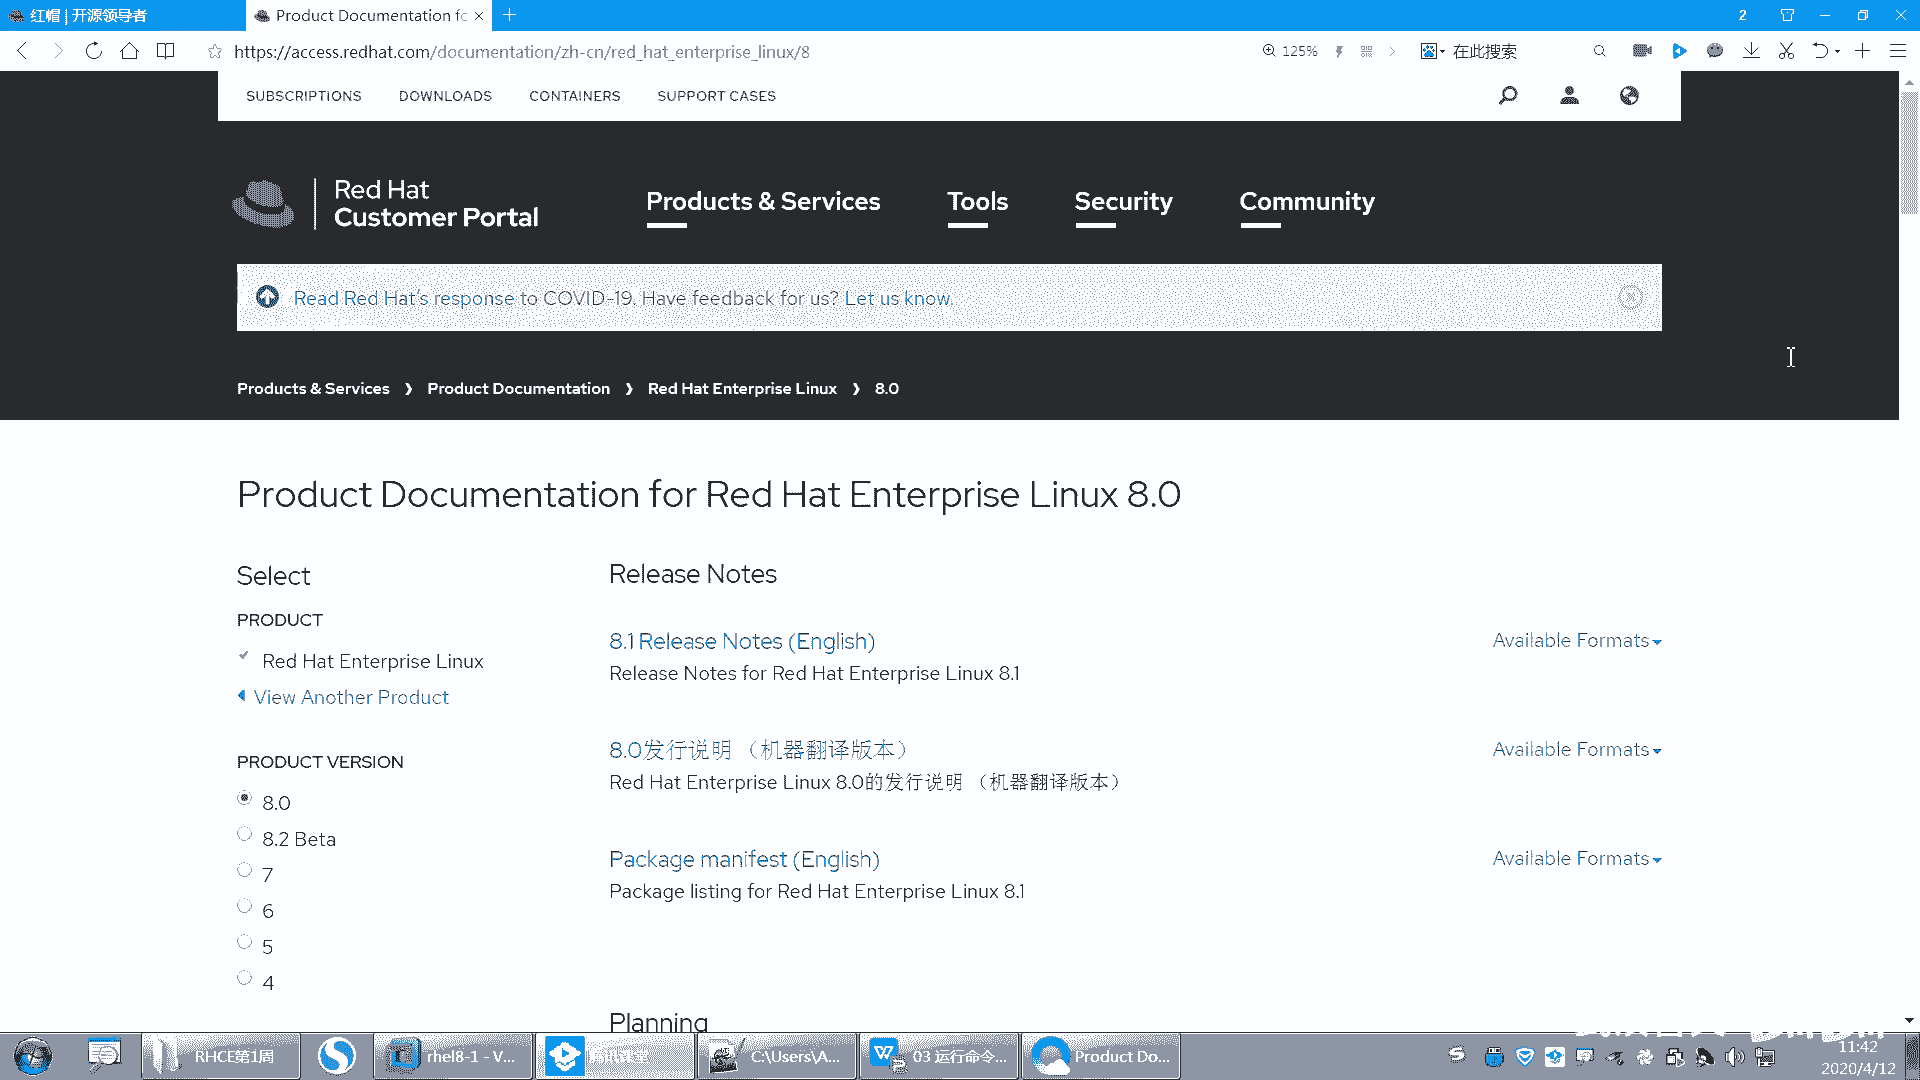 红帽 | 开源领导者
Product Documentation fo
2
https://access.redhat.com/documentation/zh-cn/red_hat_enterprise_linux/8
125%
在此搜索
SUBSCRIPTIONS DOWNLOADS CONTAINERS SUPPORT CASES
Red Hat
Customer Portal
Products & Services Tools Security Community
Read Red Hat's response to COVID-19. Have feedback for us? Let us know.
Products & Services ❯ Product Documentation ❯ Red Hat Enterprise Linux ❯ 8.0
Product Documentation for Red Hat Enterprise Linux 8.0
Select
PRODUCT
Red Hat Enterprise Linux
View Another Product
PRODUCT VERSION
8.0
8.2 Beta
7
6
5
4
Release Notes
8.1 Release Notes (English)
Available Formats
Release Notes for Red Hat Enterprise Linux 8.1
8.0发行说明 （机器翻译版本）
Available Formats
Red Hat Enterprise Linux 8.0的发行说明 （机器翻译版本）
Package manifest (English)
Available Formats
Package listing for Red Hat Enterprise Linux 8.1
Planning
RHCE第1周
rhel8-1 - V...
腾讯课堂
C:\Users\A...
03 运行命令...
Product Do...
11:42
2020/4/12